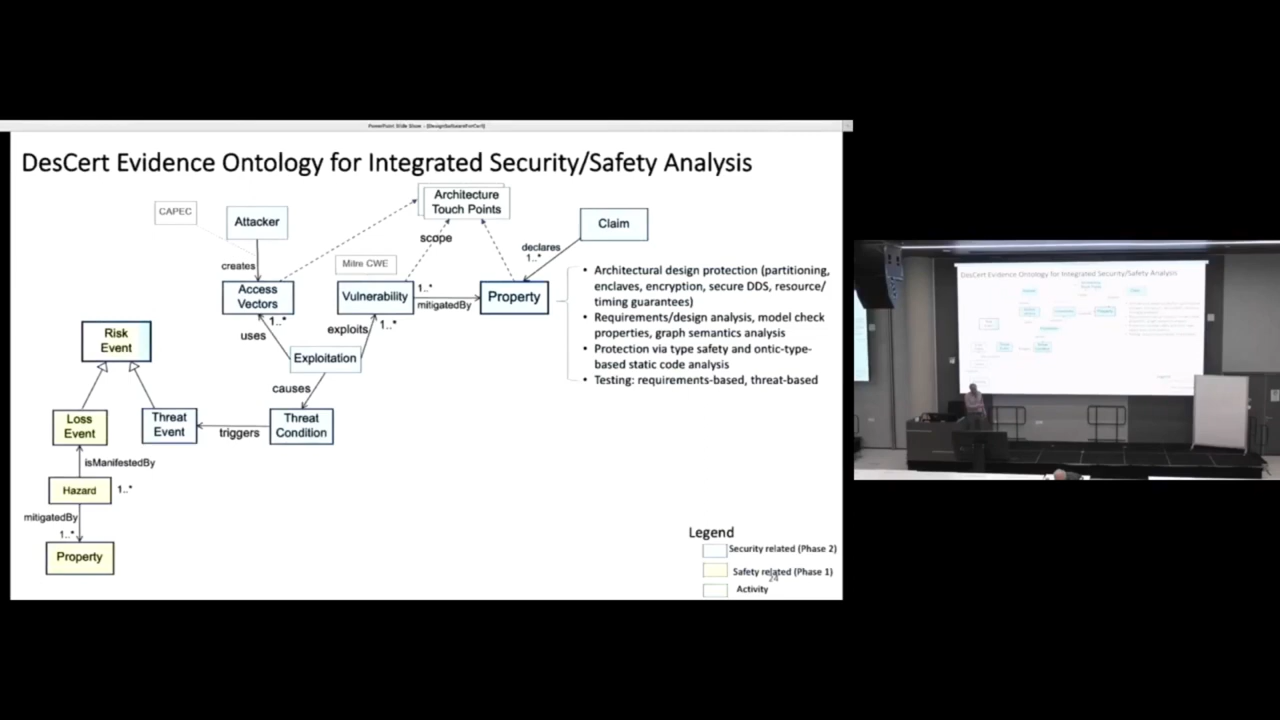 PowerPoint Slide Show - [DesignSoftwareForCert]
DesCert Evidence Ontology for Integrated Security/Safety Analysis
CAPEC
Attacker
Architecture
Touch Points
Claim
scope
declares
1..*
creates
Mitre CWE
Access
Vectors
1..*
Vulnerability
1..*
mitigatedBy
Property
• Architectural design protection (partitioning,
enclaves, encryption, secure DDS, resource/
timing guarantees)
• Requirements/design analysis, model check
properties, graph semantics analysis
• Protection via type safety and ontic-type-
based static code analysis
• Testing: requirements-based, threat-based
uses
exploits
1..*
Risk
Event
Exploitation
causes
Loss
Event
Threat
Event
triggers
Threat
Condition
isManifestedBy
Hazard
1..*
mitigatedBy
1..*
Property
Legend
Security related (Phase 2)
Safety related (Phase 1)
24
Activity
DesCert Evidence Ontology for Integrated Security/Safety Analysis